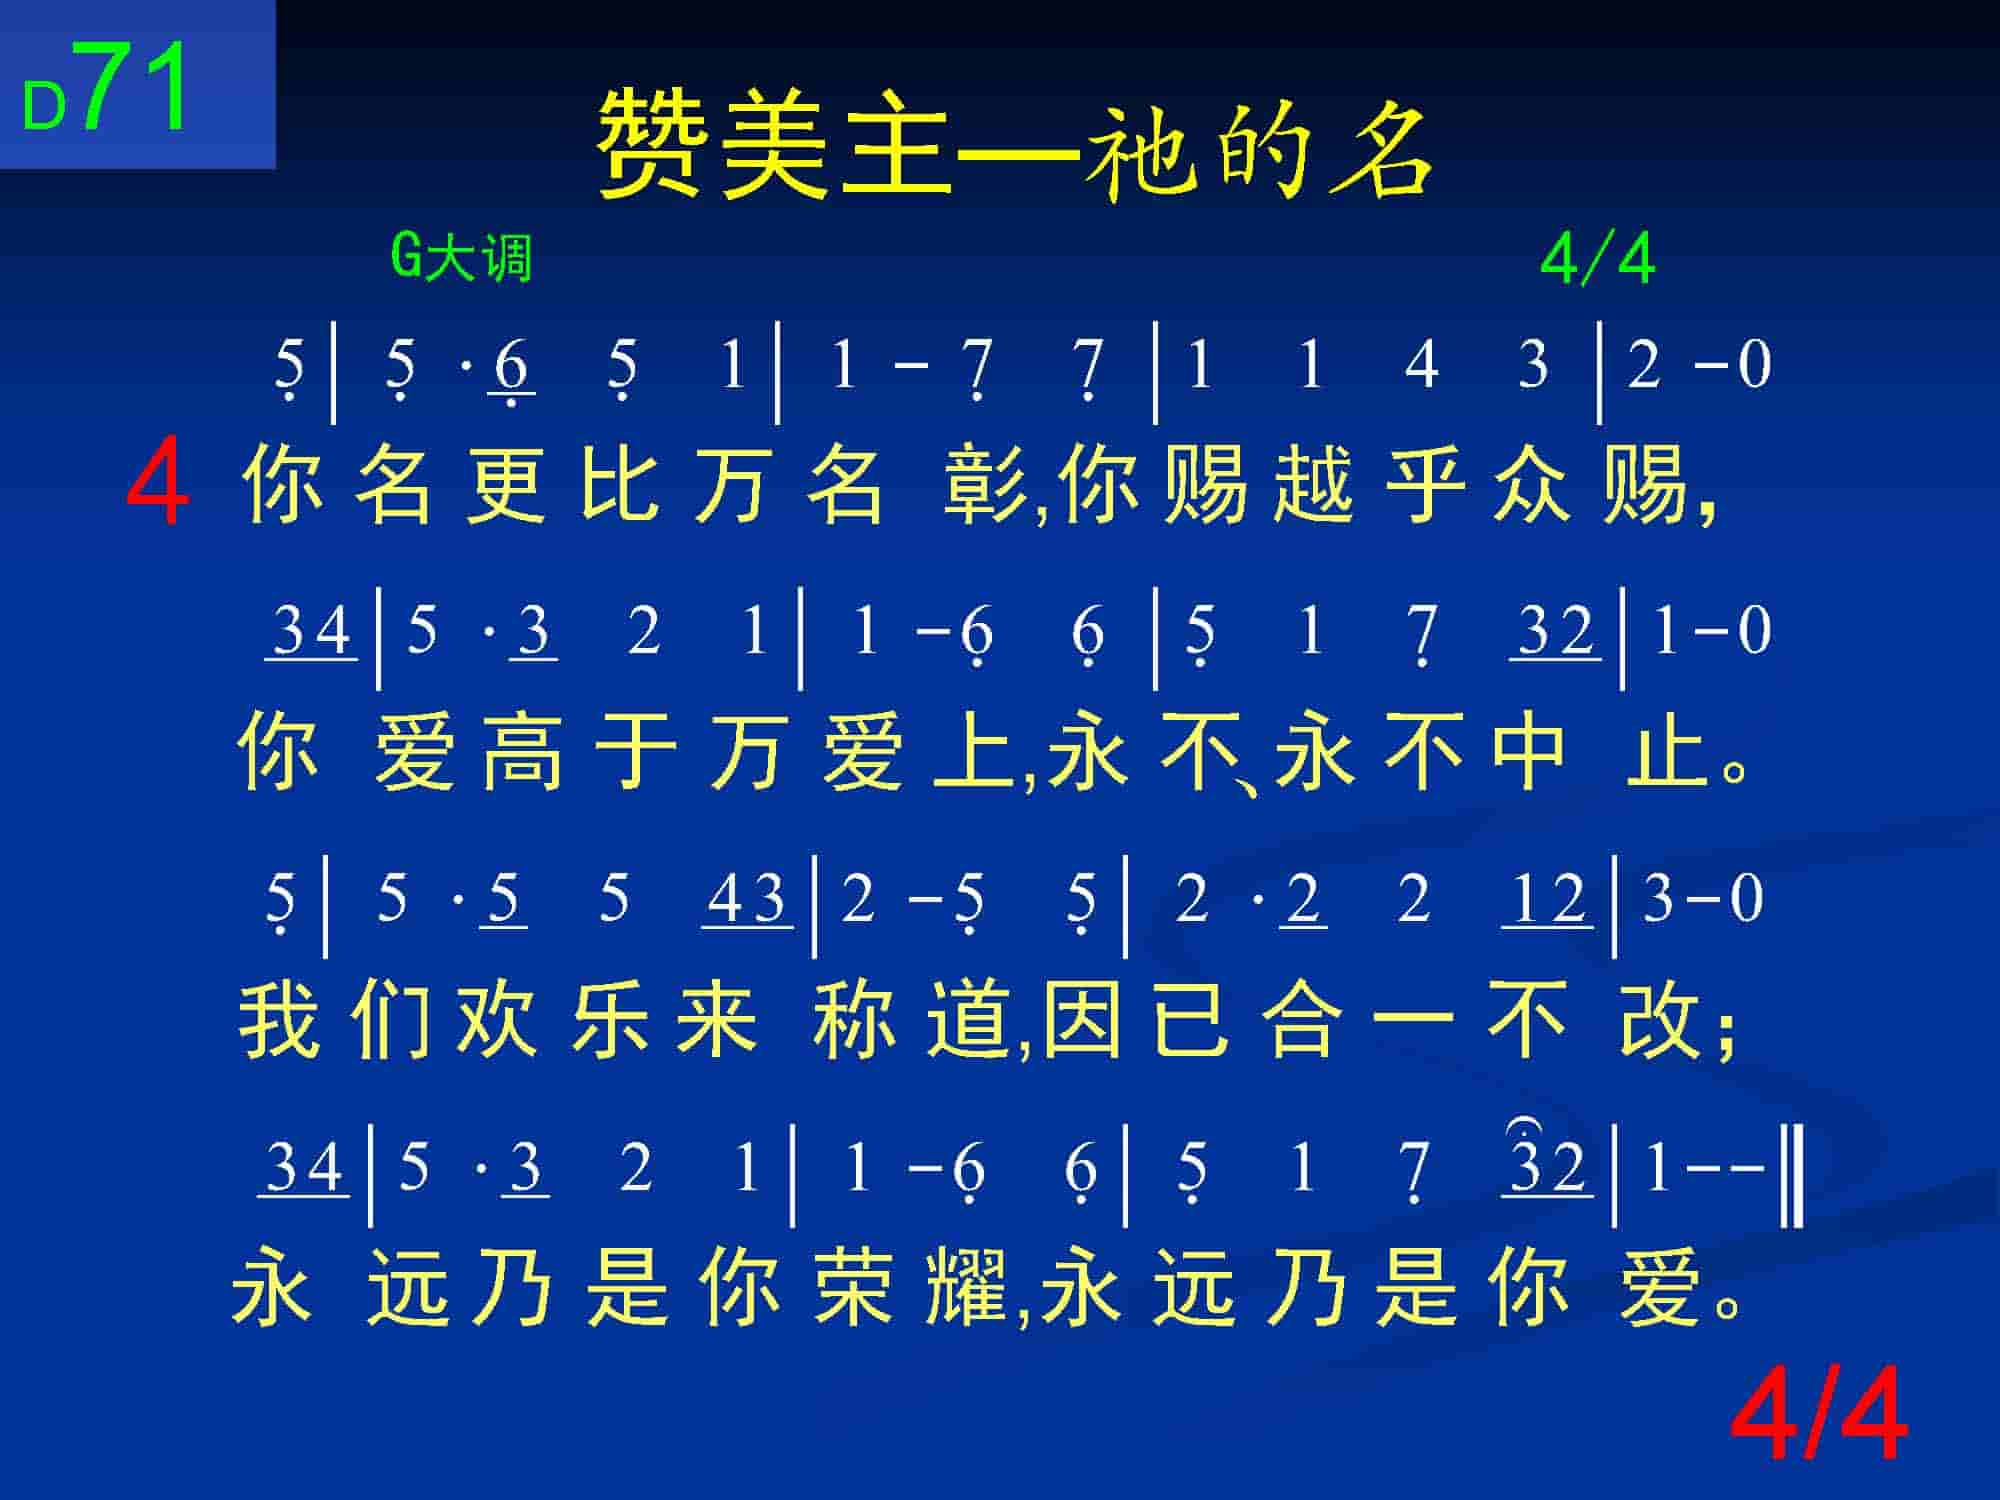 D71
赞美主—祂的名
G大调 4/4
5̣ | 5̣ · 6̣ 5̣ 1 | 1 - 7̣ 7̣ | 1 1 4 3 | 2 - 0
4 你名更比万名彰,你赐越乎众赐,
34 | 5 · 3 2 1 | 1 - 6̣ 6̣ | 5̣ 1 7̣ 32 | 1 - 0
你爱高于万爱上,永不、永不中止。
5̣ | 5 · 5 5 43 | 2 - 5̣ 5̣ | 2 · 2 2 12 | 3 - 0
我们欢乐来称道,因已合一不改;
34 | 5 · 3 2 1 | 1 - 6̣ 6̣ | 5̣ 1 7̣ 32 | 1 - - ‖
永远乃是你荣耀,永远乃是你爱。
4/4